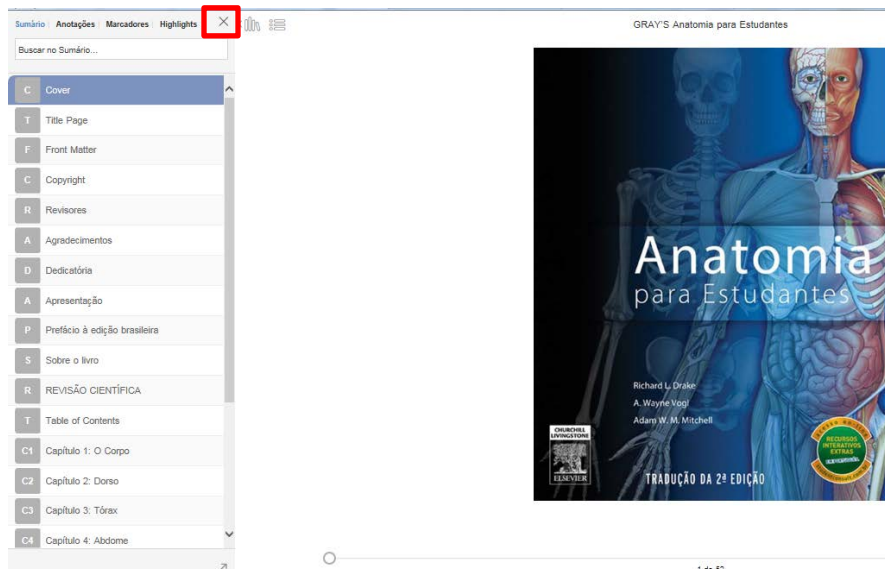 Sumário Anotações Marcadores Highlights
GRAY'S Anatomia para Estudantes
Buscar no Sumário...
C Cover
T Title Page
F Front Matter
C Copyright
R Revisores
A Agradecimentos
D Dedicatória
A Apresentação
P Prefácio à edição brasileira
S Sobre o livro
R REVISÃO CIENTÍFICA
T Table of Contents
C1 Capítulo 1: O Corpo
C2 Capítulo 2: Dorso
C3 Capítulo 3: Tórax
C4 Capítulo 4: Abdome
Anatomia
para Estudantes
Richard L. Drake
A. Wayne Vogl
Adam W. M. Mitchell
CHURCHILL
LIVINGSTONE
ELSEVIER
TRADUÇÃO DA 2ª EDIÇÃO
RECURSOS
INTERATIVOS
EXTRAS